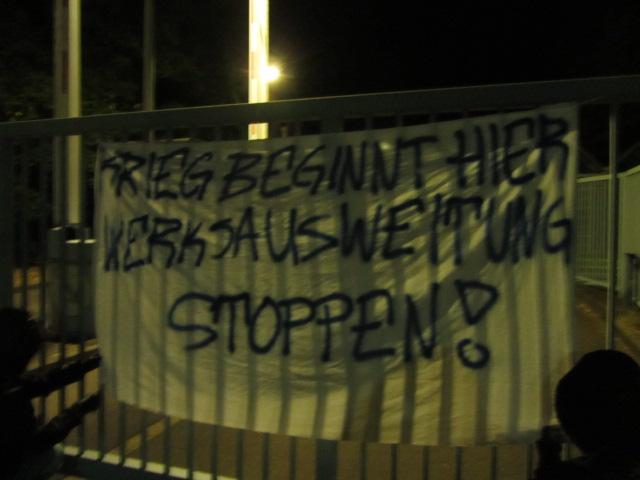 KRIEG BEGINNT HIER
WERKSAUSWEITUNG
STOPPEN!